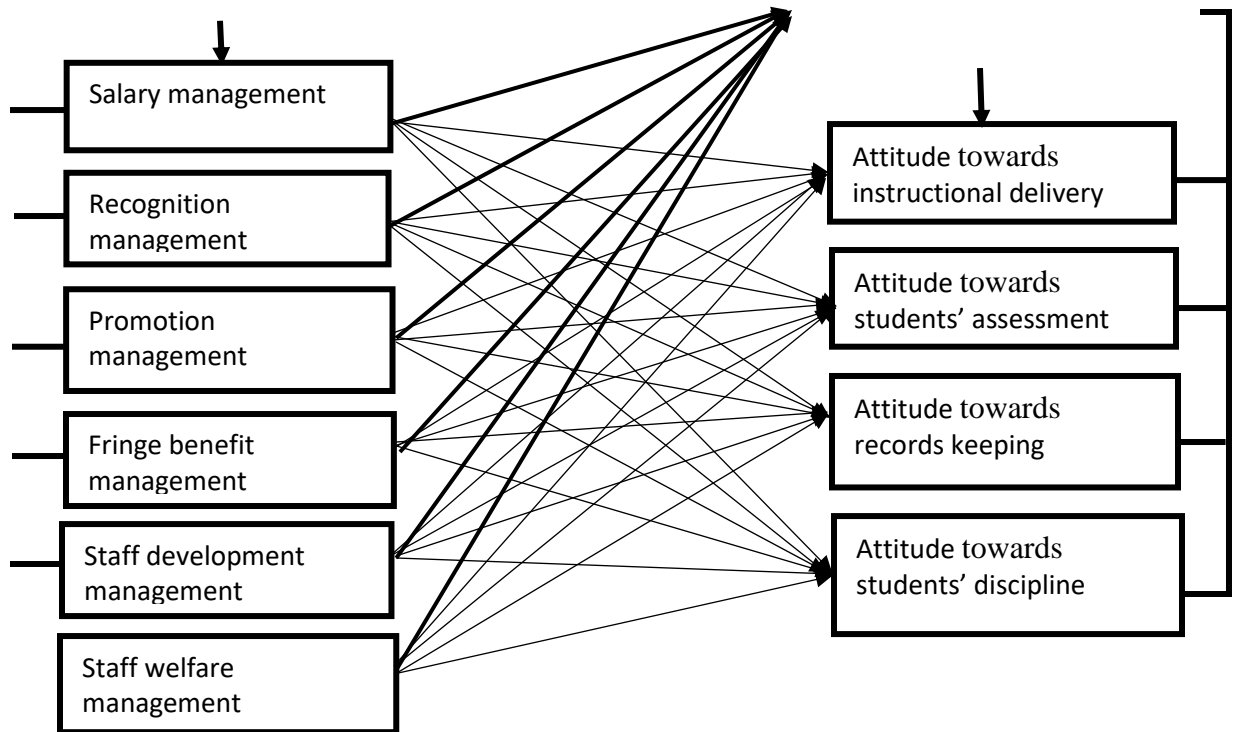 Salary management
Recognition
management
Promotion
management
Fringe benefit
management
Staff development
management
Staff welfare
management
Attitude towards
instructional delivery
Attitude towards
students’ assessment
Attitude towards
records keeping
Attitude towards
students’ discipline